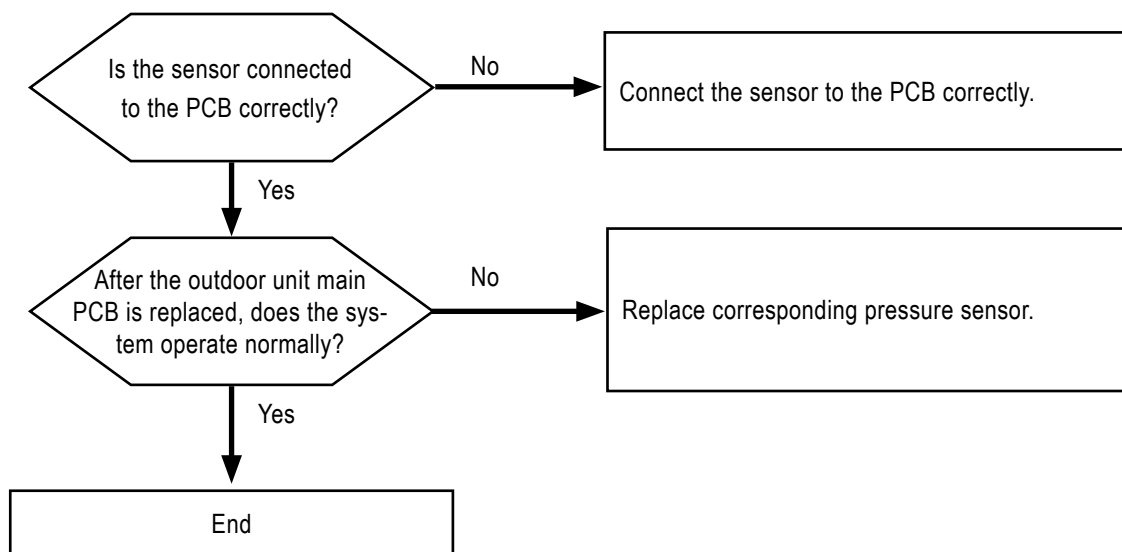 Is the sensor connected
to the PCB correctly?
No
Connect the sensor to the PCB correctly.
Yes
After the outdoor unit main
PCB is replaced, does the sys-
tem operate normally?
No
Replace corresponding pressure sensor.
Yes
End